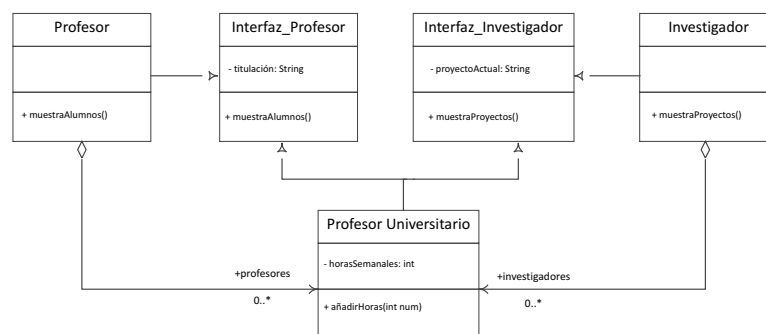 Profesor
+ muestraAlumnos()
Interfaz_Profesor
- titulación: String
+ muestraAlumnos()
Interfaz_Investigador
- proyectoActual: String
+ muestraProyectos()
Investigador
+ muestraProyectos()
Profesor Universitario
- horasSemanales: int
+ añadirHoras(int num)
+profesores
0..*
+investigadores
0..*